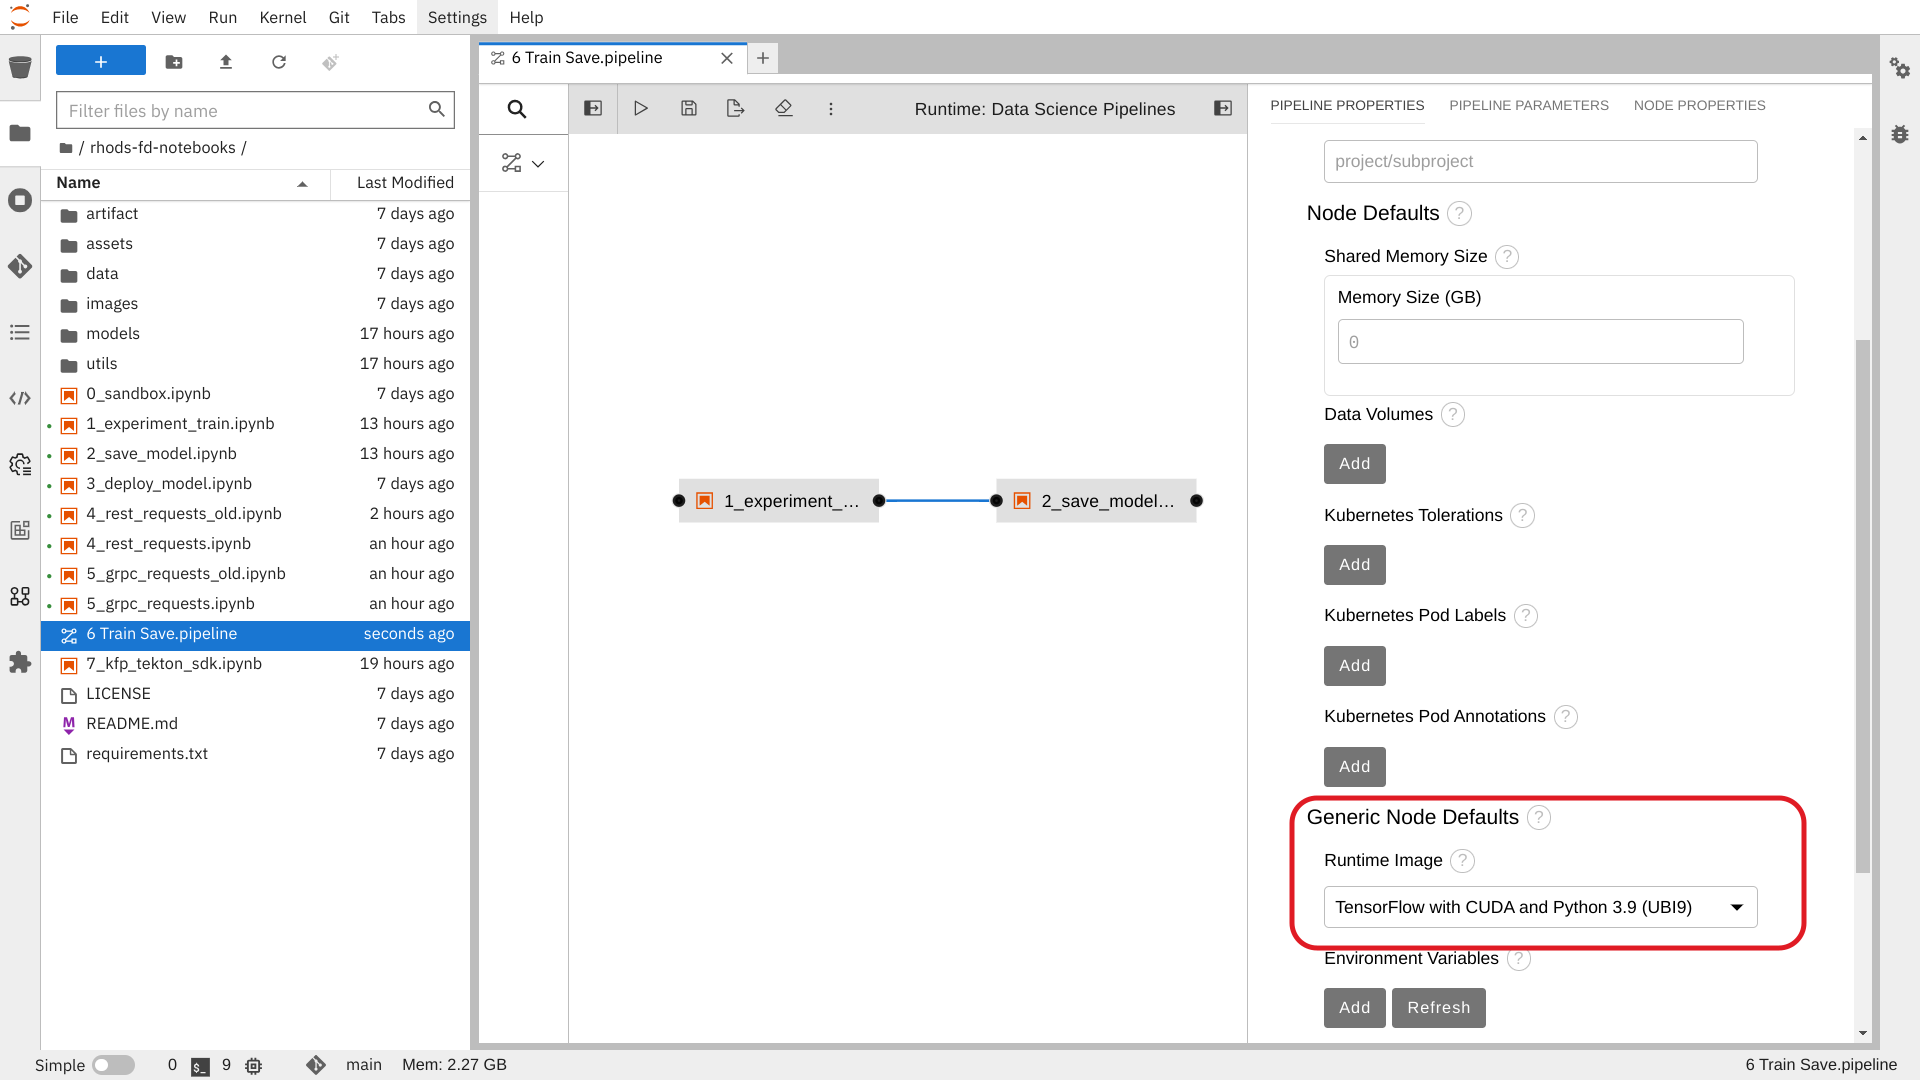 File Edit View Run Kernel Git Tabs Settings Help
+
Filter files by name
/ rhods-fd-notebooks /
Name Last Modified
artifact 7 days ago
assets 7 days ago
data 7 days ago
images 7 days ago
models 17 hours ago
utils 17 hours ago
0_sandbox.ipynb 7 days ago
1_experiment_train.ipynb 13 hours ago
2_save_model.ipynb 13 hours ago
3_deploy_model.ipynb 7 days ago
4_rest_requests_old.ipynb 2 hours ago
4_rest_requests.ipynb an hour ago
5_grpc_requests_old.ipynb an hour ago
5_grpc_requests.ipynb an hour ago
6 Train Save.pipeline seconds ago
7_kfp_tekton_sdk.ipynb 19 hours ago
LICENSE 7 days ago
README.md 7 days ago
requirements.txt 7 days ago
6 Train Save.pipeline
Runtime: Data Science Pipelines
1_experiment_...
2_save_model...
PIPELINE PROPERTIES PIPELINE PARAMETERS NODE PROPERTIES
project/subproject
Node Defaults ?
Shared Memory Size ?
Memory Size (GB)
0
Data Volumes ?
Add
Kubernetes Tolerations ?
Add
Kubernetes Pod Labels ?
Add
Kubernetes Pod Annotations ?
Add
Generic Node Defaults ?
Runtime Image ?
TensorFlow with CUDA and Python 3.9 (UBI9)
Environment Variables ?
Add Refresh
Simple 0 $_ 9 main Mem: 2.27 GB 6 Train Save.pipeline